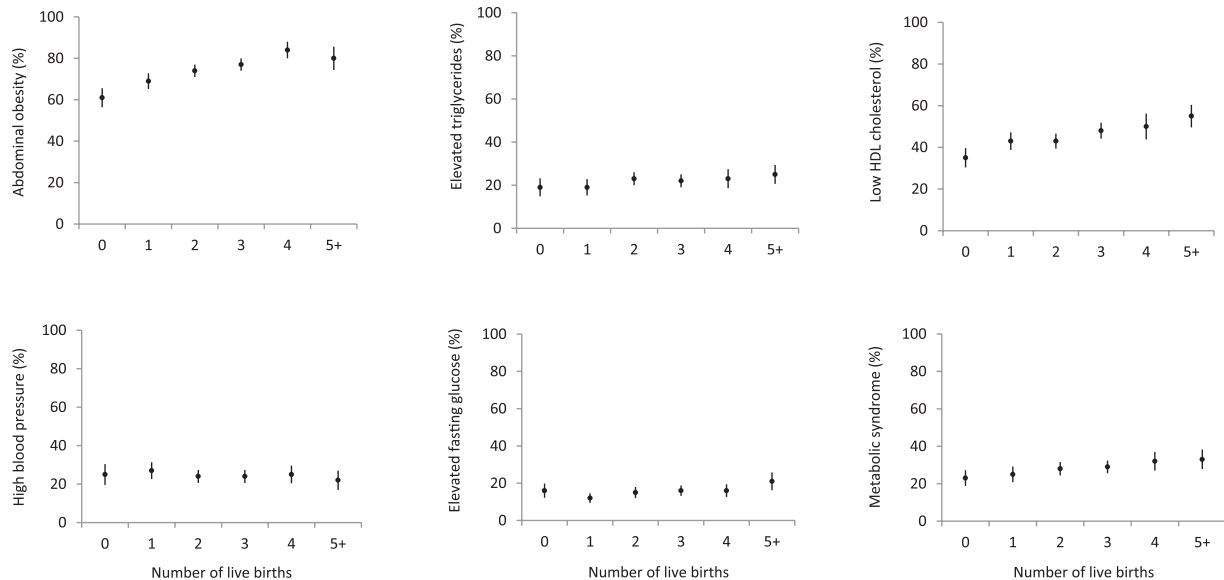 Abdominal obesity (%)
100
80
60
40
20
0
0 1 2 3 4 5+
Elevated triglycerides (%)
100
80
60
40
20
0
0 1 2 3 4 5+
Low HDL cholesterol (%)
100
80
60
40
20
0
0 1 2 3 4 5+
High blood pressure (%)
100
80
60
40
20
0
0 1 2 3 4 5+
Number of live births
Elevated fasting glucose (%)
100
80
60
40
20
0
0 1 2 3 4 5+
Number of live births
Metabolic syndrome (%)
100
80
60
40
20
0
0 1 2 3 4 5+
Number of live births